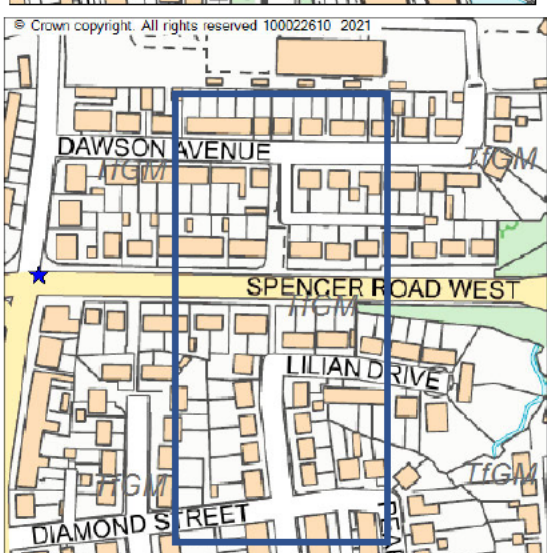 © Crown copyright. All rights reserved 100022610 2021
DAWSON AVENUE
TfGM
TfGM
SPENCER ROAD WEST
TfGM
LILIAN DRIVE
TfGM
TfGM
DIAMOND STREET